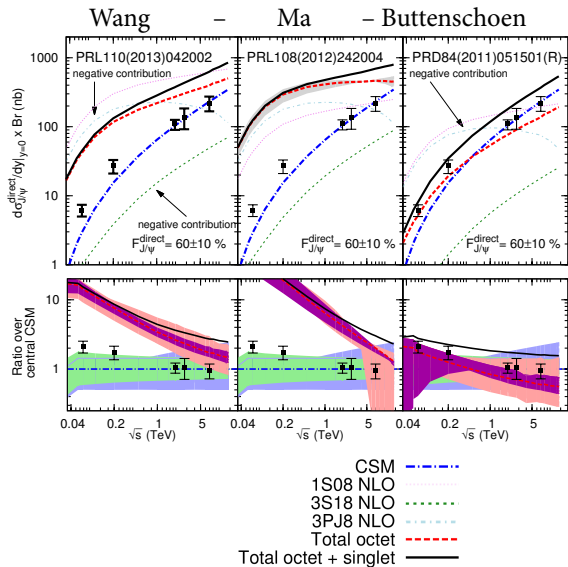 Wang – Ma – Buttenschoen
PRL110(2013)042002 PRL108(2012)242004 PRD84(2011)051501(R)
negative contribution
negative contribution
negative contribution
dσ^direct_J/ψ/dy|y=0 x Br (nb)
1000
100
10
1
F^direct_J/ψ = 60±10 % F^direct_J/ψ = 60±10 % F^direct_J/ψ = 60±10 %
Ratio over
central CSM
10
1
0.04 0.2 1 5 0.04 0.2 1 5 0.04 0.2 1 5
√s (TeV) √s (TeV) √s (TeV)
CSM
1S08 NLO
3S18 NLO
3PJ8 NLO
Total octet
Total octet + singlet